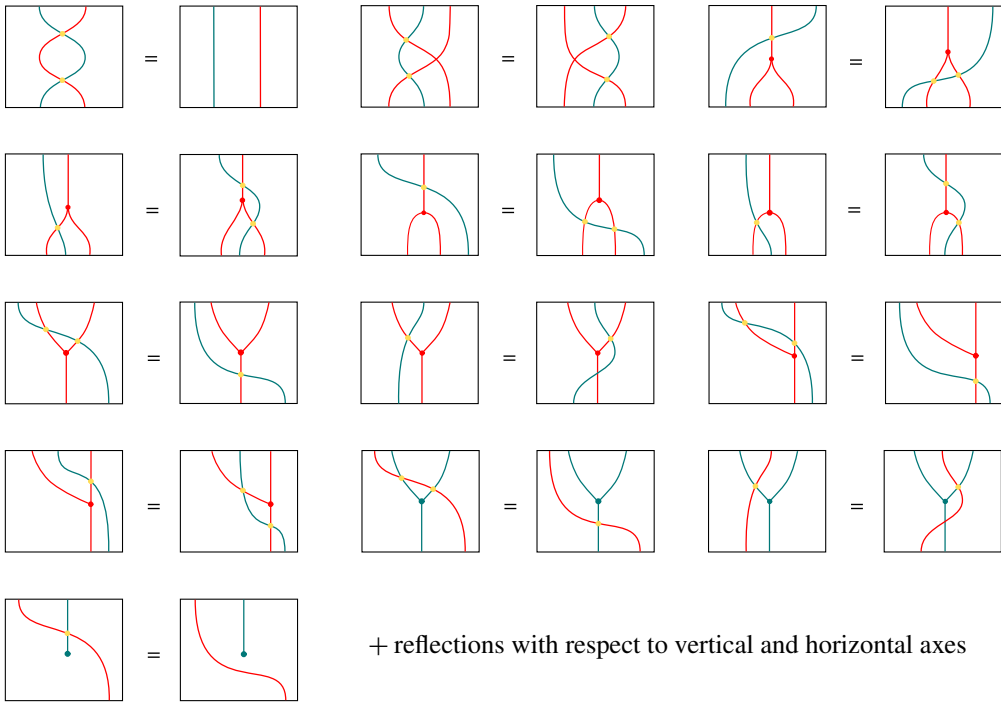 = = =
= = =
= = =
= = =
= + reflections with respect to vertical and horizontal axes